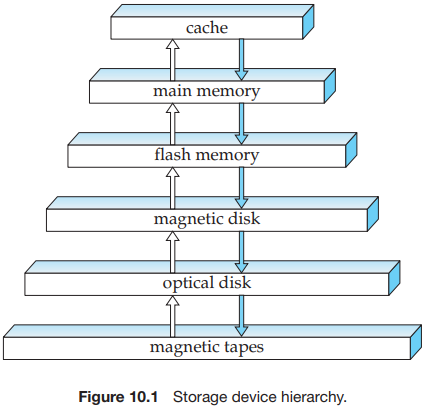 cache
main memory
flash memory
magnetic disk
optical disk
magnetic tapes
Figure 10.1 Storage device hierarchy.